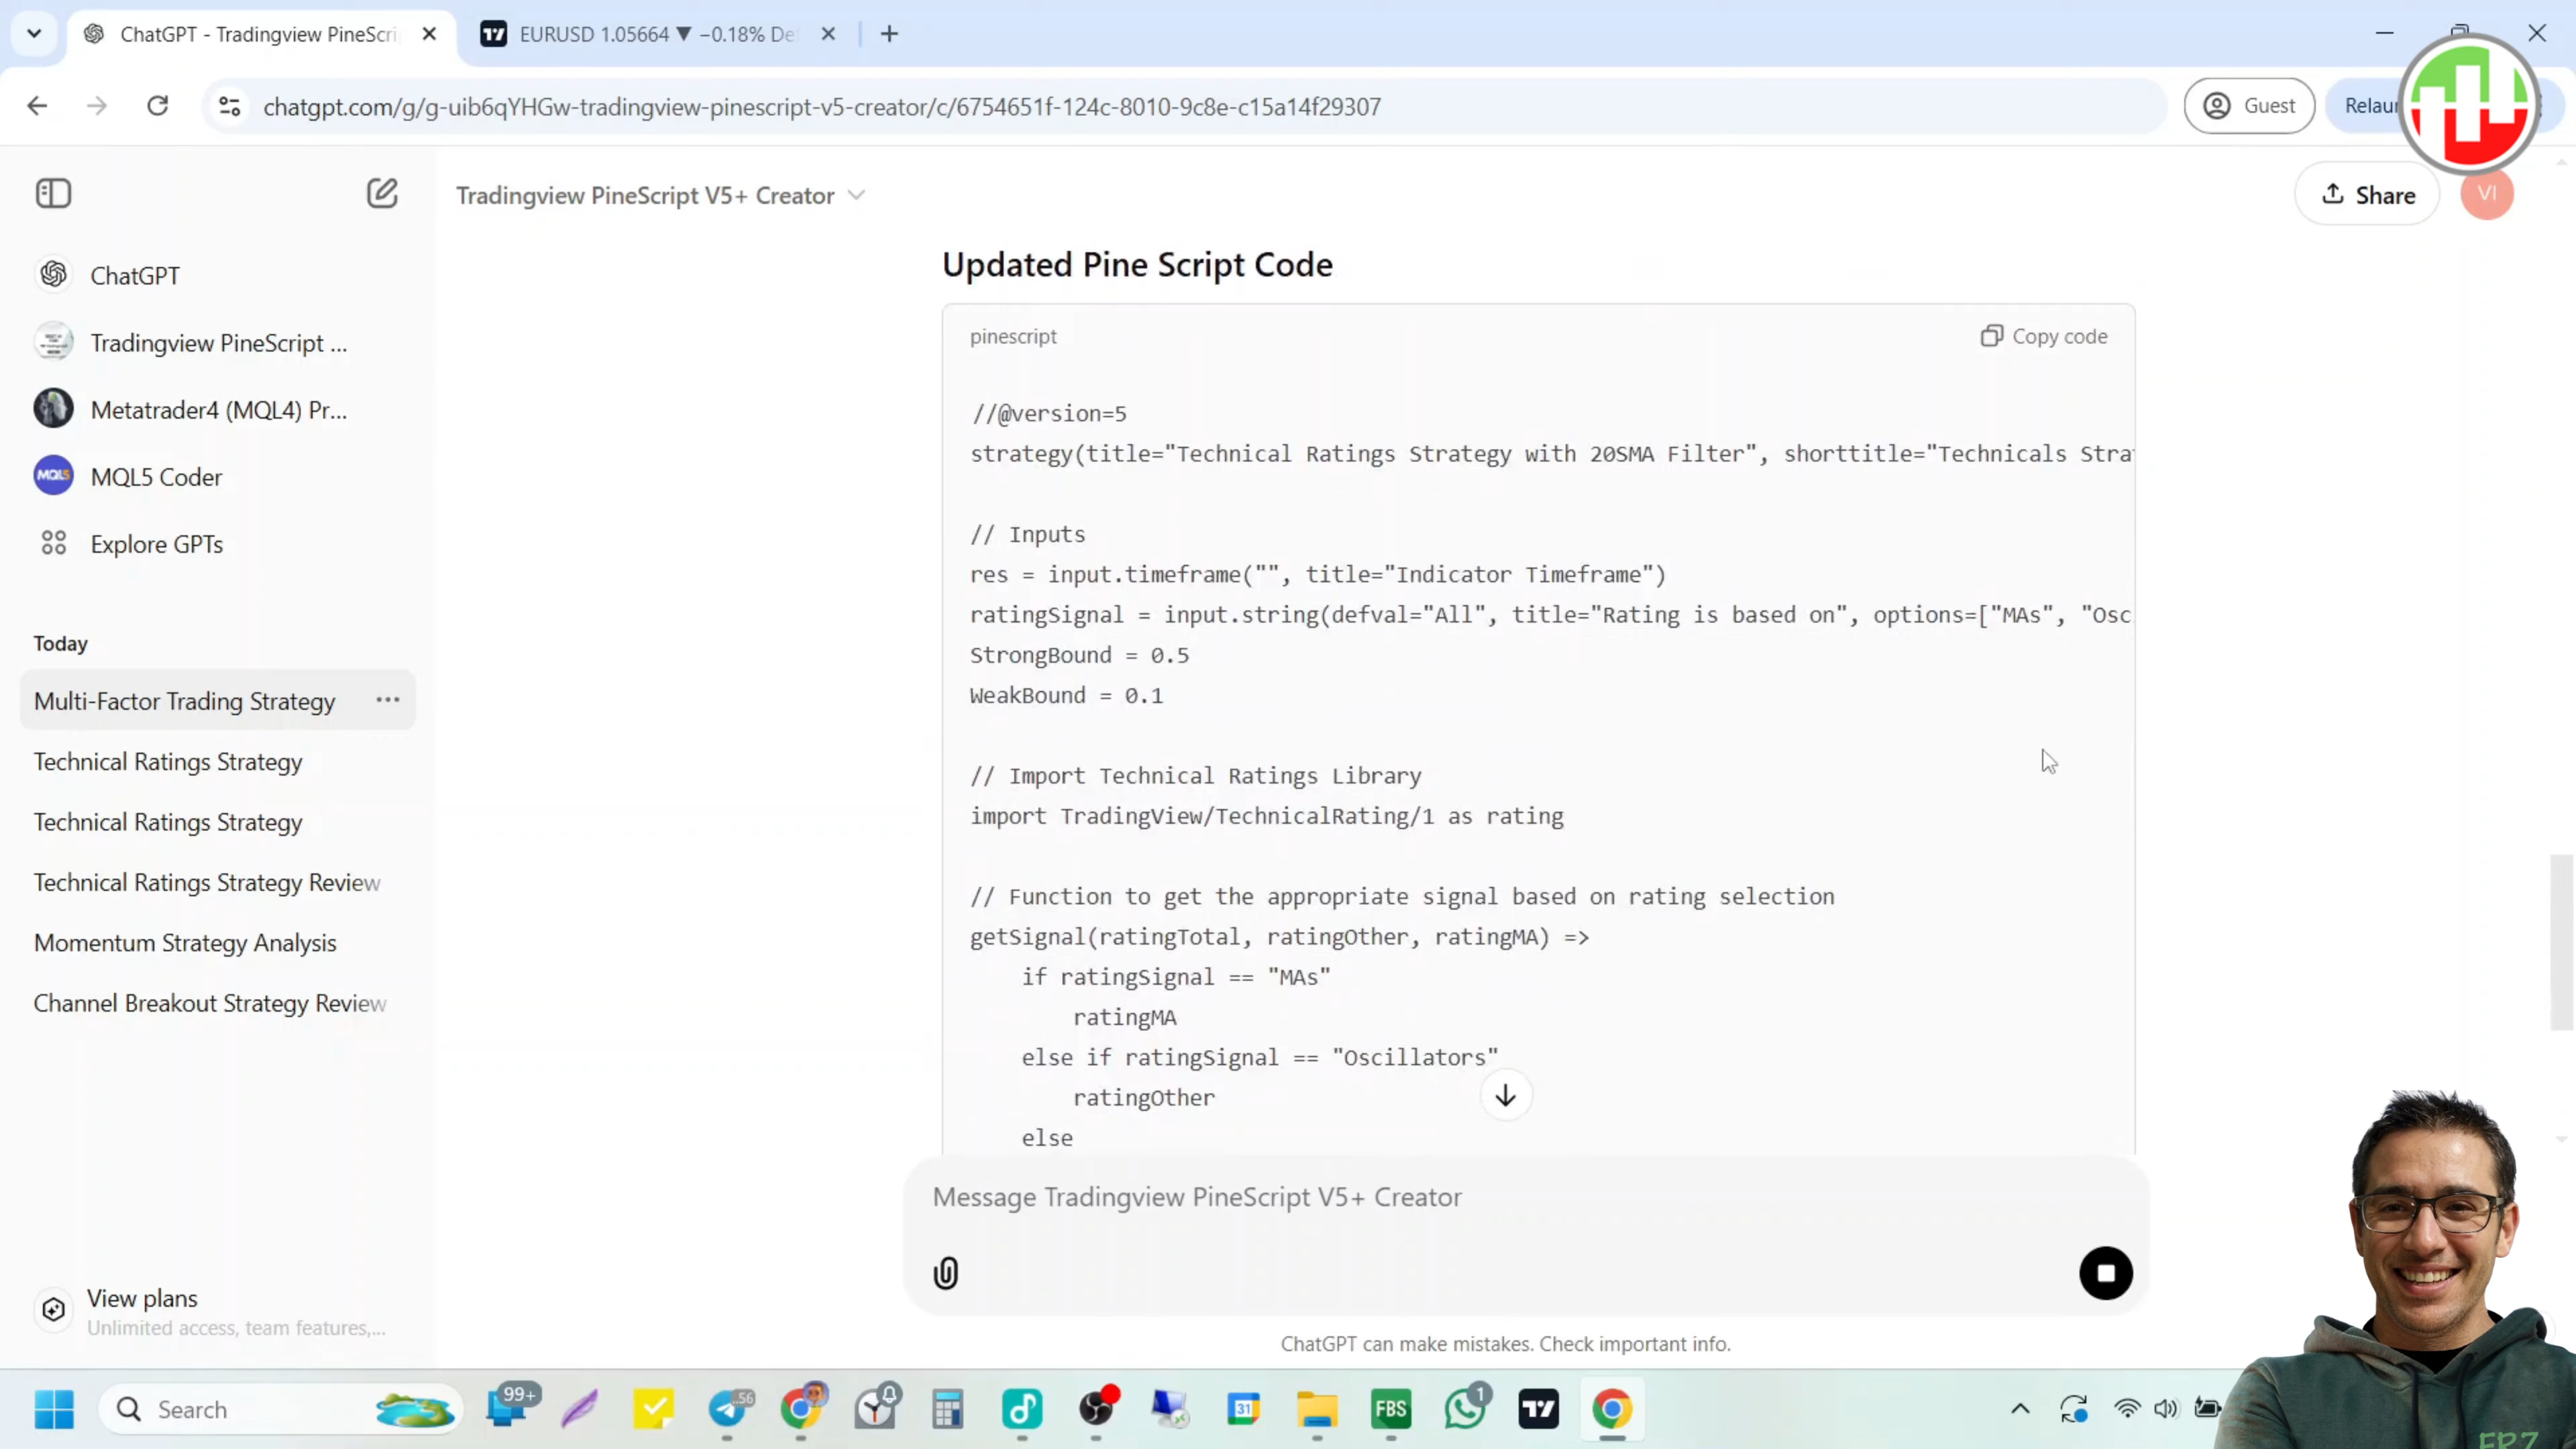 ChatGPT - Tradingview PineScri
EURUSD 1.05664 ▼ −0.18% De
chatgpt.com/g/g-uib6qYHGw-tradingview-pinescript-v5-creator/c/6754651f-124c-8010-9c8e-c15a14f29307
Guest
Relau
Tradingview PineScript V5+ Creator
Share
VI
ChatGPT
Tradingview PineScript ...
Metatrader4 (MQL4) Pr...
MQL5
MQL5 Coder
Explore GPTs
Today
Multi-Factor Trading Strategy
Technical Ratings Strategy
Technical Ratings Strategy
Technical Ratings Strategy Review
Momentum Strategy Analysis
Channel Breakout Strategy Review
View plans
Unlimited access, team features,...
Updated Pine Script Code
pinescript
Copy code
//@version=5
strategy(title="Technical Ratings Strategy with 20SMA Filter", shorttitle="Technicals Stra
// Inputs
res = input.timeframe("", title="Indicator Timeframe")
ratingSignal = input.string(defval="All", title="Rating is based on", options=["MAs", "Osc
StrongBound = 0.5
WeakBound = 0.1
// Import Technical Ratings Library
import TradingView/TechnicalRating/1 as rating
// Function to get the appropriate signal based on rating selection
getSignal(ratingTotal, ratingOther, ratingMA) =>
if ratingSignal == "MAs"
ratingMA
else if ratingSignal == "Oscillators"
ratingOther
else
Message Tradingview PineScript V5+ Creator
ChatGPT can make mistakes. Check important info.
Search
99+
56
31
FBS
1